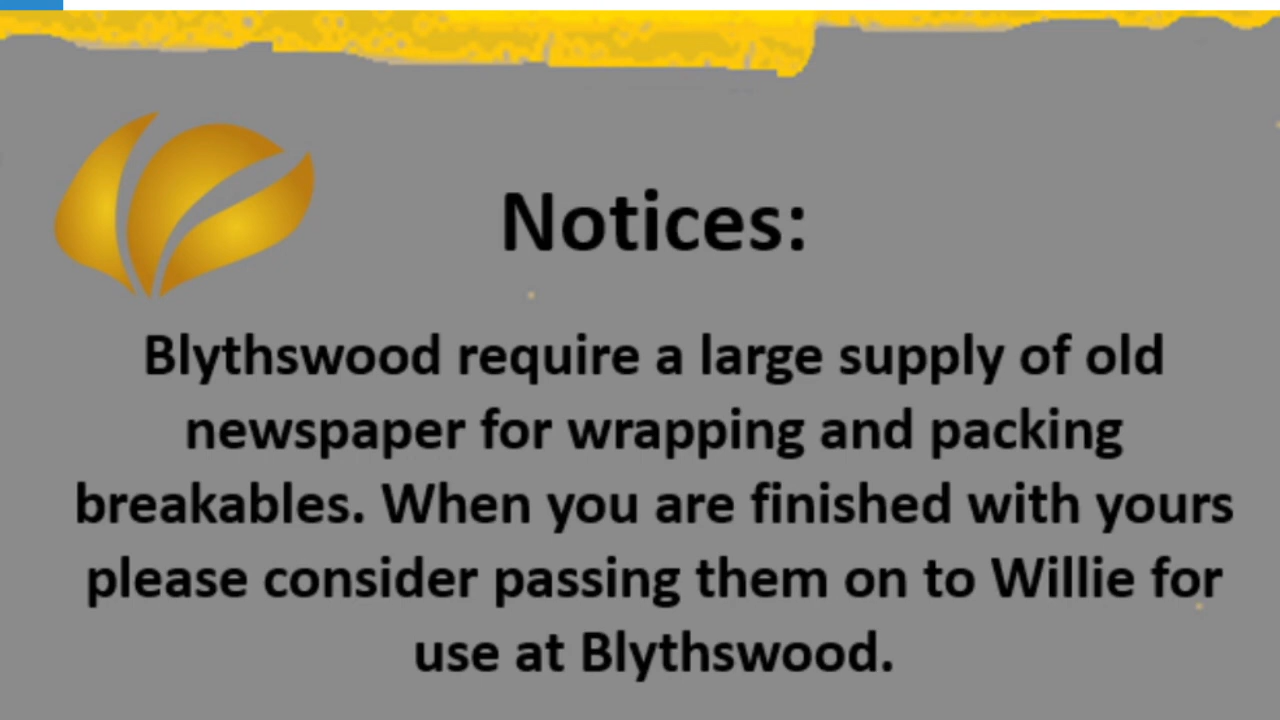 Notices:
Blythswood require a large supply of old
newspaper for wrapping and packing
breakables. When you are finished with yours
please consider passing them on to Willie for
use at Blythswood.